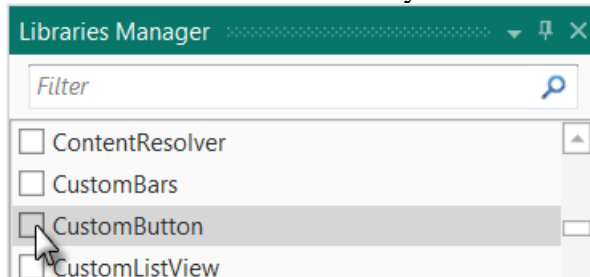 Libraries Manager
Filter
ContentResolver
CustomBars
CustomButton
CustomListView